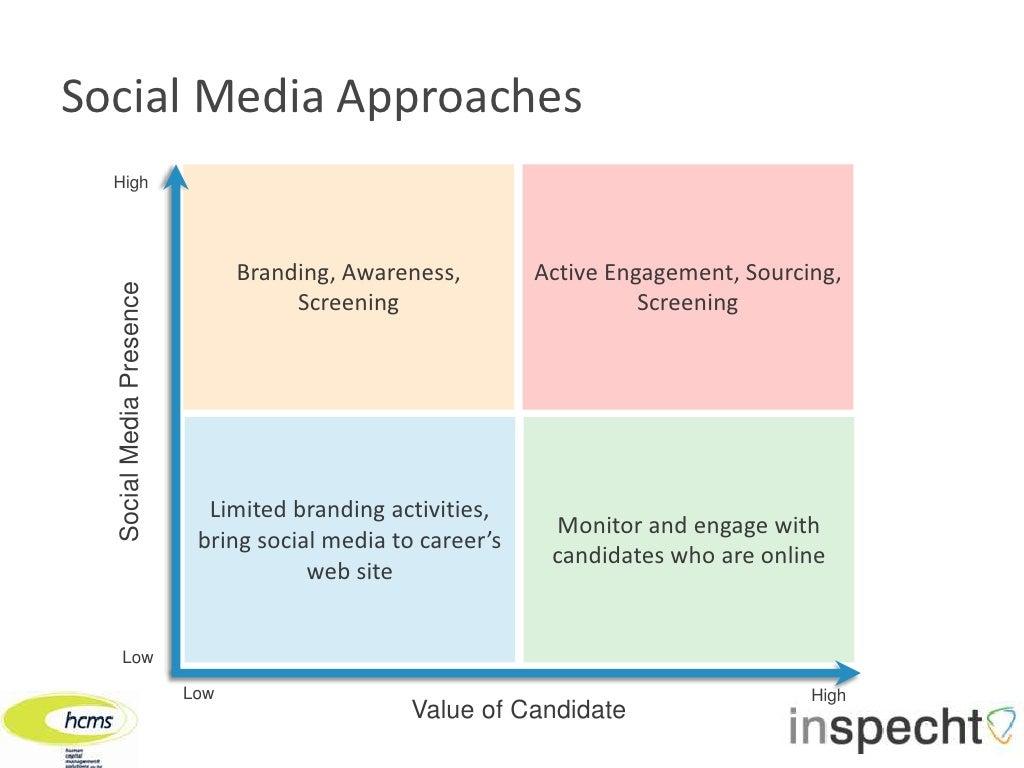 Social Media Approaches
High
Branding, Awareness,
Screening
Active Engagement, Sourcing,
Screening
Social Media Presence
Limited branding activities,
bring social media to career’s
web site
Monitor and engage with
candidates who are online
Low
Low
High
Value of Candidate
hcms
human
capital
management
solutions
inspecht